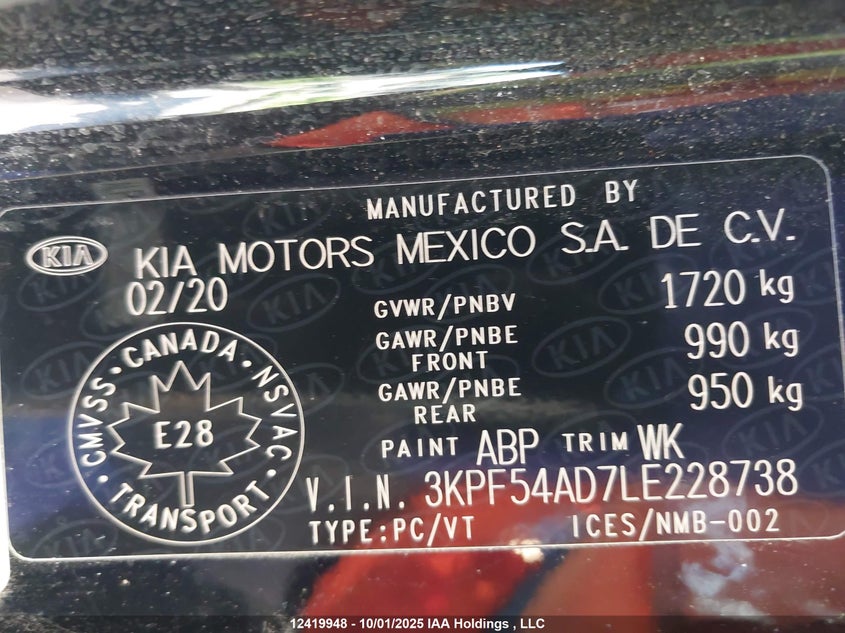 MANUFACTURED BY
KIA KIA MOTORS MEXICO S.A. DE C.V.
02/20
GVWR/PNBV 1720 kg
GAWR/PNBE FRONT 990 kg
GAWR/PNBE REAR 950 kg
PAINT ABP TRIM WK
V.I.N. 3KPF54AD7LE228738
TYPE:PC/VT ICES/NMB-002
CMVSS · CANADA · NSVAC · TRANSPORT
E28
12419948 - 10/01/2025 IAA Holdings , LLC